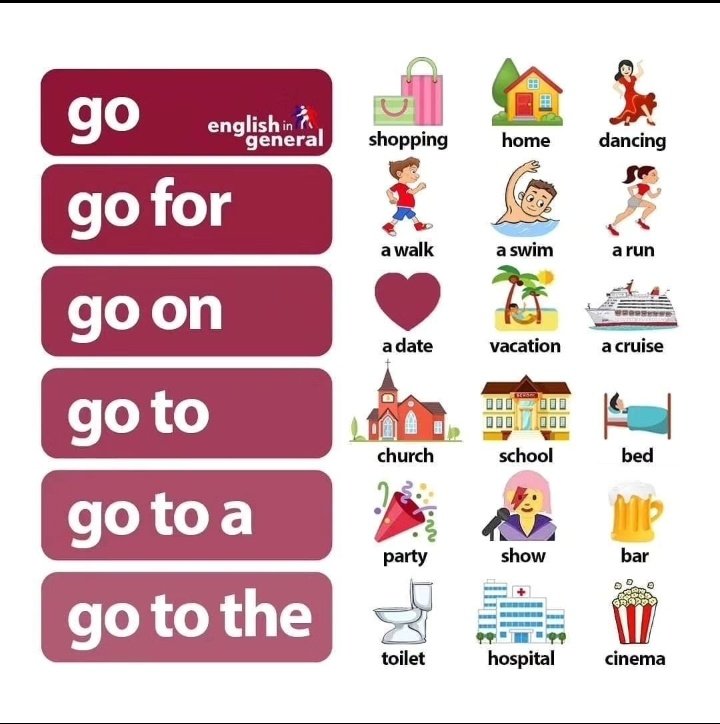 go
english in
general
shopping home dancing
go for
a walk a swim a run
go on
a date vacation a cruise
go to
SCHOOL
church school bed
go to a
party show bar
go to the
toilet hospital cinema